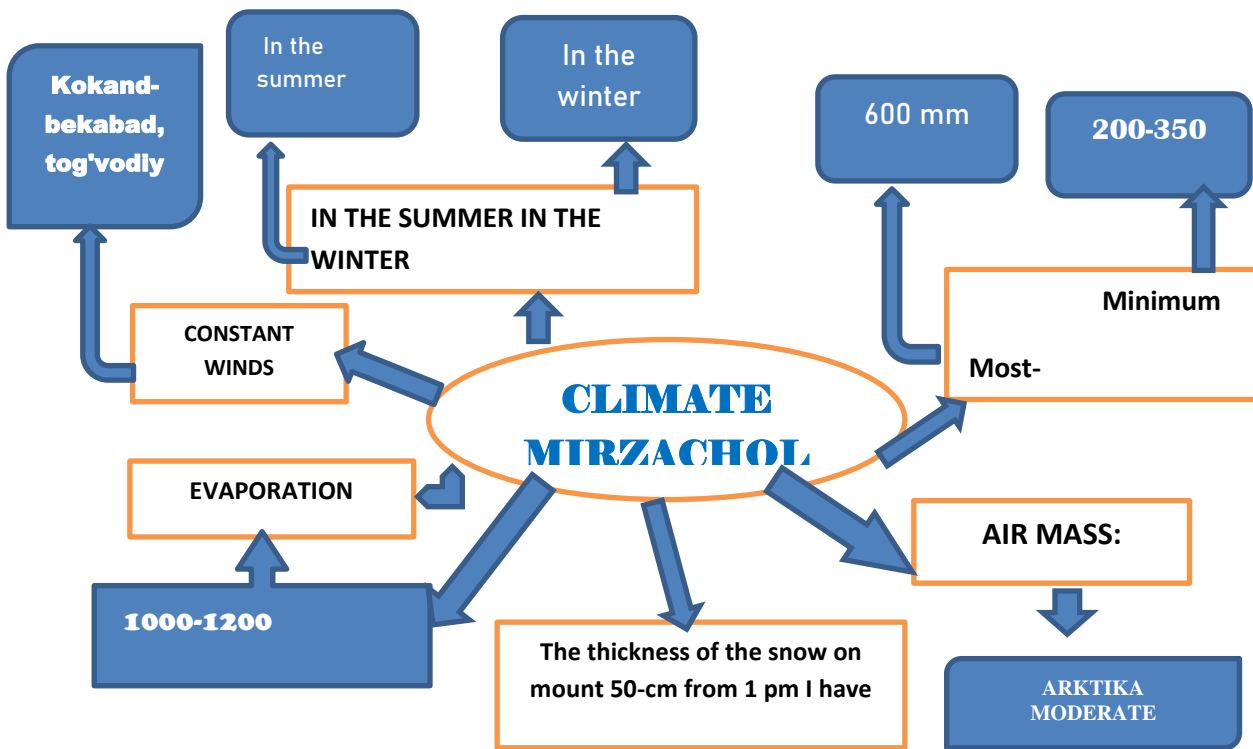 Kokand-
bekabad,
tog'vodiy
In the
summer
In the
winter
600 mm
200-350
IN THE SUMMER IN THE
WINTER
CONSTANT
WINDS
Minimum
Most-
CLIMATE
MIRZACHOL
EVAPORATION
AIR MASS:
1000-1200
The thickness of the snow on
mount 50-cm from 1 pm I have
ARKTIKA
MODERATE